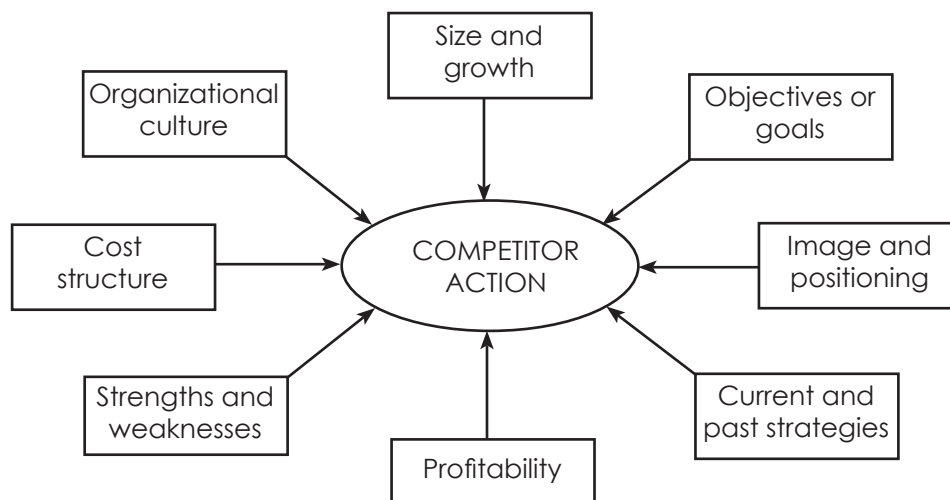 Size and
growth
Organizational
culture
Objectives or
goals
Cost
structure
COMPETITOR
ACTION
Image and
positioning
Strengths and
weaknesses
Current and
past strategies
Profitability